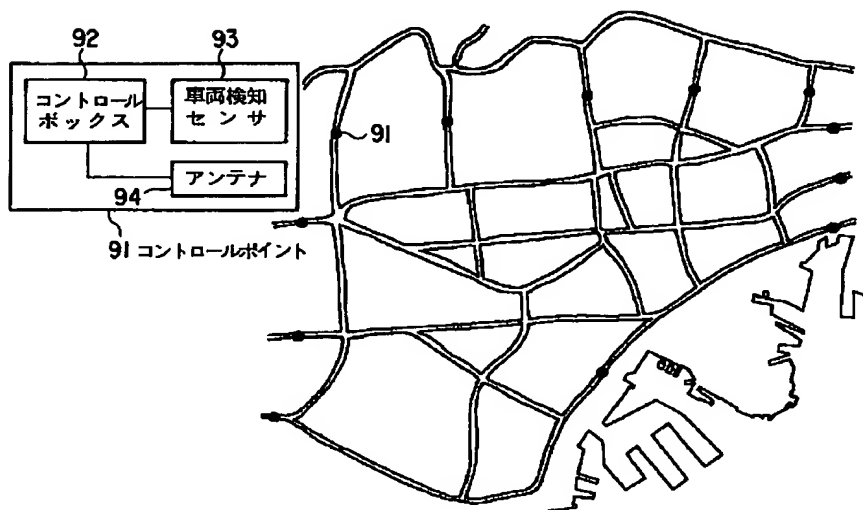 92
93
コントロール
ボックス
車両検知
センサ
アンテナ
94
91 コントロールポイント
91